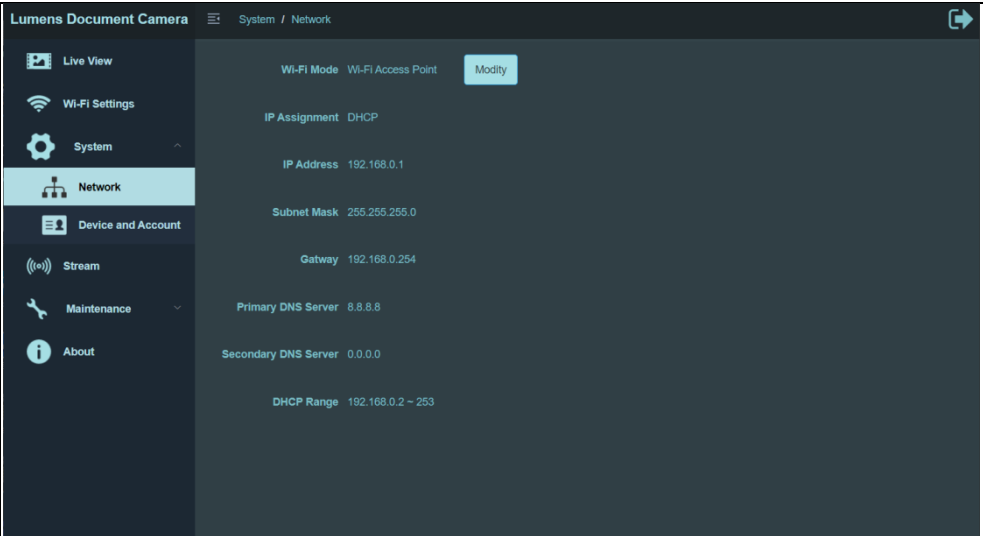 Lumens Document Camera
System / Network
Live View
Wi-Fi Settings
System
Network
Device and Account
Stream
Maintenance
About
Wi-Fi Mode Wi-Fi Access Point Modity
IP Assignment DHCP
IP Address 192.168.0.1
Subnet Mask 255.255.255.0
Gatway 192.168.0.254
Primary DNS Server 8.8.8.8
Secondary DNS Server 0.0.0.0
DHCP Range 192.168.0.2 ~ 253